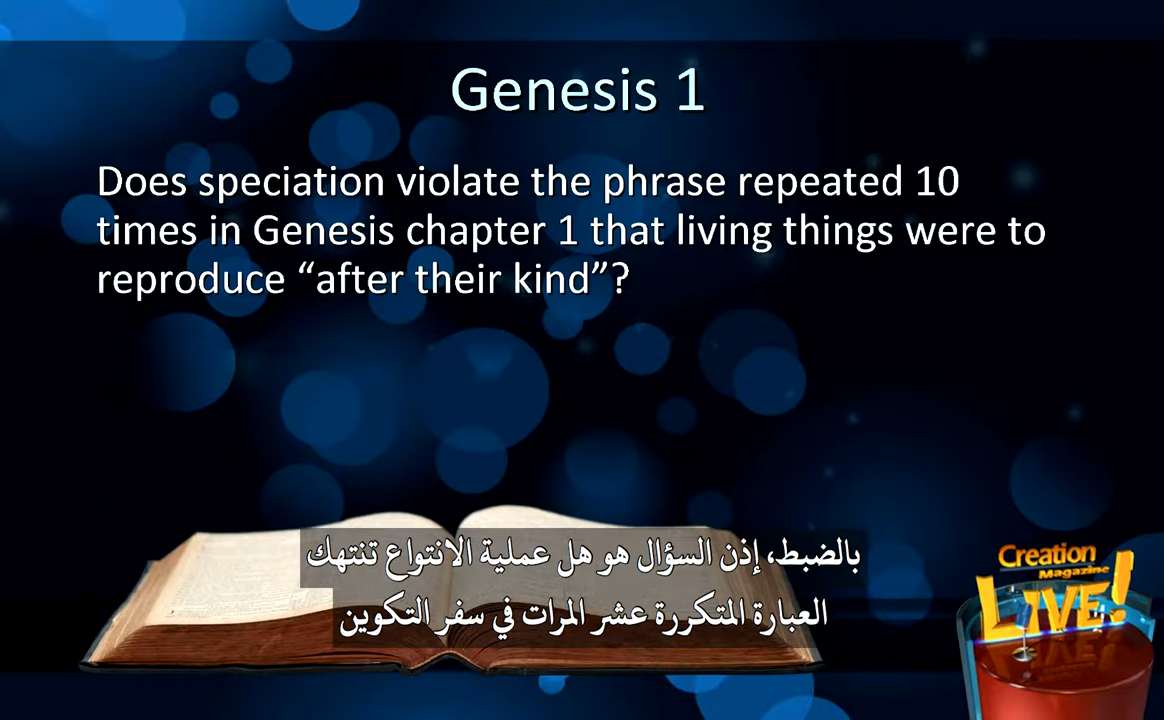 Genesis 1
Does speciation violate the phrase repeated 10
times in Genesis chapter 1 that living things were to
reproduce “after their kind”?
بالضبط، إذن السؤال هو هل عملية الانتواع تنتهك
العبارة المتكررة عشر المرات في سفر التكوين
Creation
Magazine
LIVE!